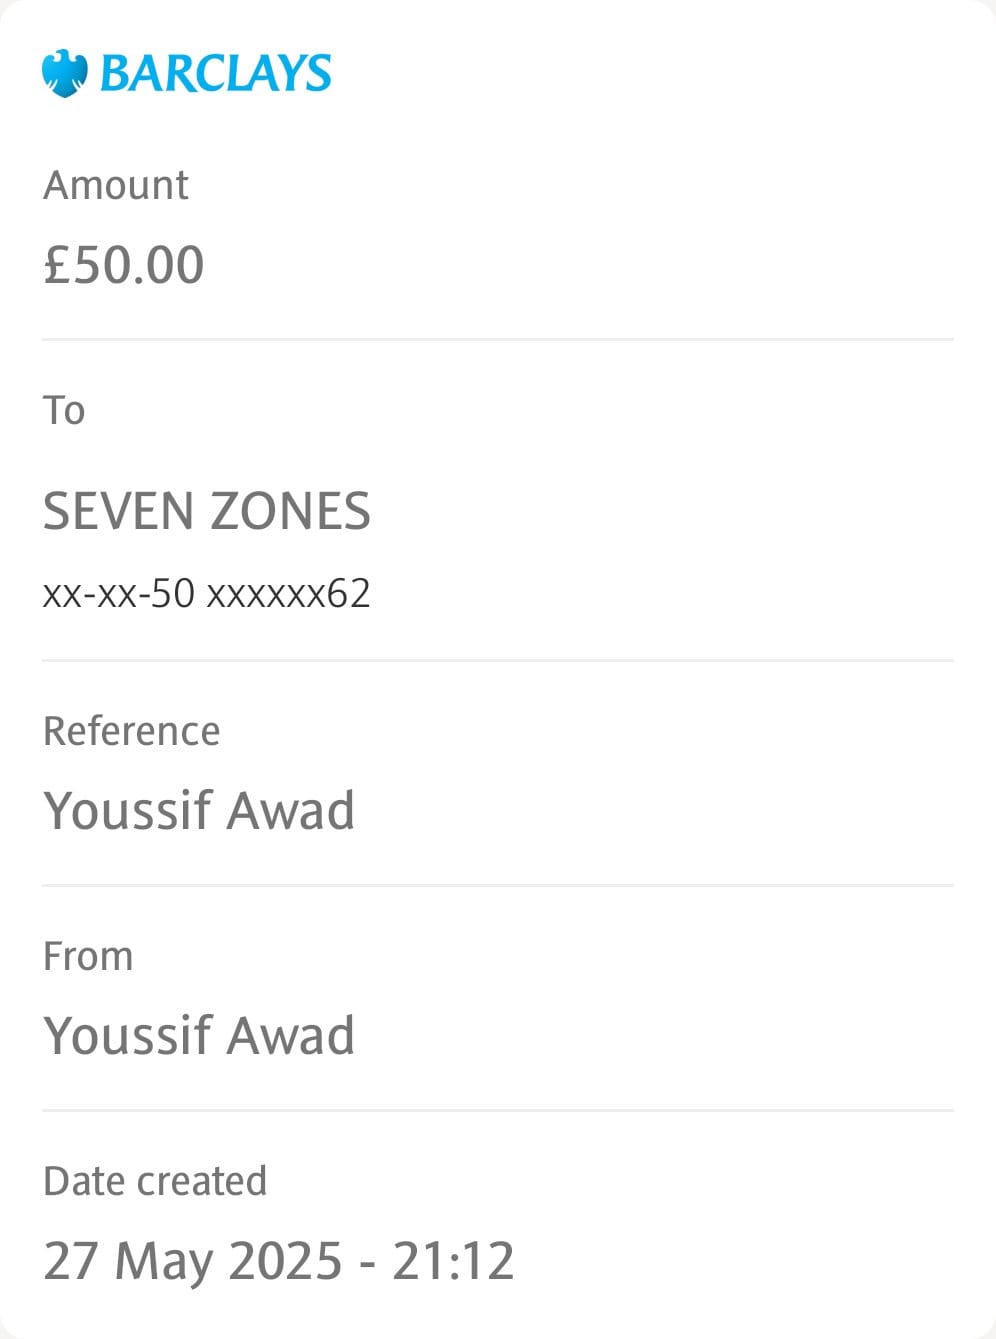 BARCLAYS
Amount
£50.00
To
SEVEN ZONES
xx-xx-50 xxxxxx62
Reference
Youssif Awad
From
Youssif Awad
Date created
27 May 2025 - 21:12